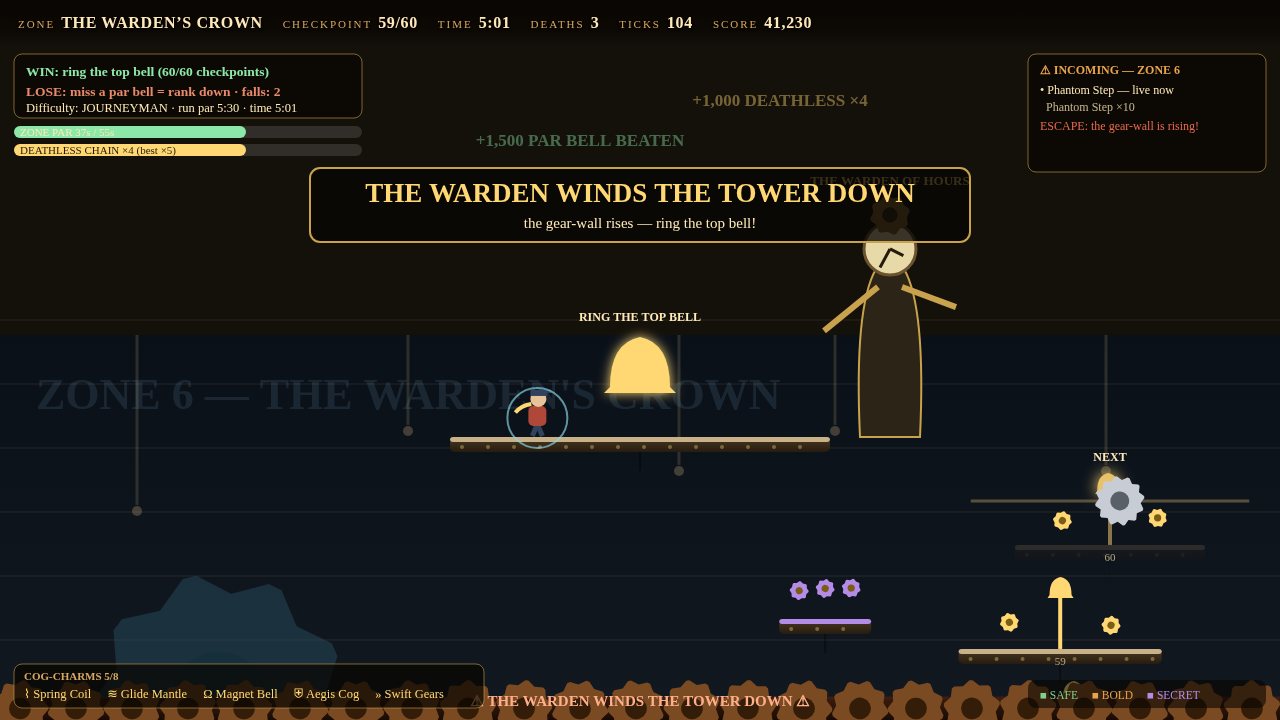 ZONE THE WARDEN’S CROWN CHECKPOINT 59/60 TIME 5:01 DEATHS 3 TICKS 104 SCORE 41,230
WIN: ring the top bell (60/60 checkpoints)
LOSE: miss a par bell = rank down · falls: 2
Difficulty: JOURNEYMAN · run par 5:30 · time 5:01
ZONE PAR 37s / 55s
DEATHLESS CHAIN ×4 (best ×5)
⚠ INCOMING — ZONE 6
• Phantom Step — live now
Phantom Step ×10
ESCAPE: the gear-wall is rising!
+1,000 DEATHLESS ×4
+1,500 PAR BELL BEATEN
THE WARDEN OF HOURS
THE WARDEN WINDS THE TOWER DOWN
the gear-wall rises — ring the top bell!
RING THE TOP BELL
ZONE 6 — THE WARDEN'S CROWN
NEXT
60
59
COG-CHARMS 5/8
⌇ Spring Coil ≋ Glide Mantle Ω Magnet Bell ⛨ Aegis Cog » Swift Gears
⚠ THE WARDEN WINDS THE TOWER DOWN ⚠
■ SAFE ■ BOLD ■ SECRET